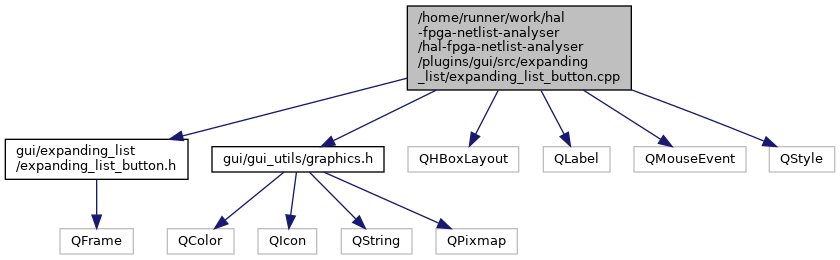 /home/runner/work/hal
-fpga-netlist-analyser
/hal-fpga-netlist-analyser
/plugins/gui/src/expanding
_list/expanding_list_button.cpp
gui/expanding_list
/expanding_list_button.h
gui/gui_utils/graphics.h
QHBoxLayout
QLabel
QMouseEvent
QStyle
QFrame
QColor
QIcon
QString
QPixmap